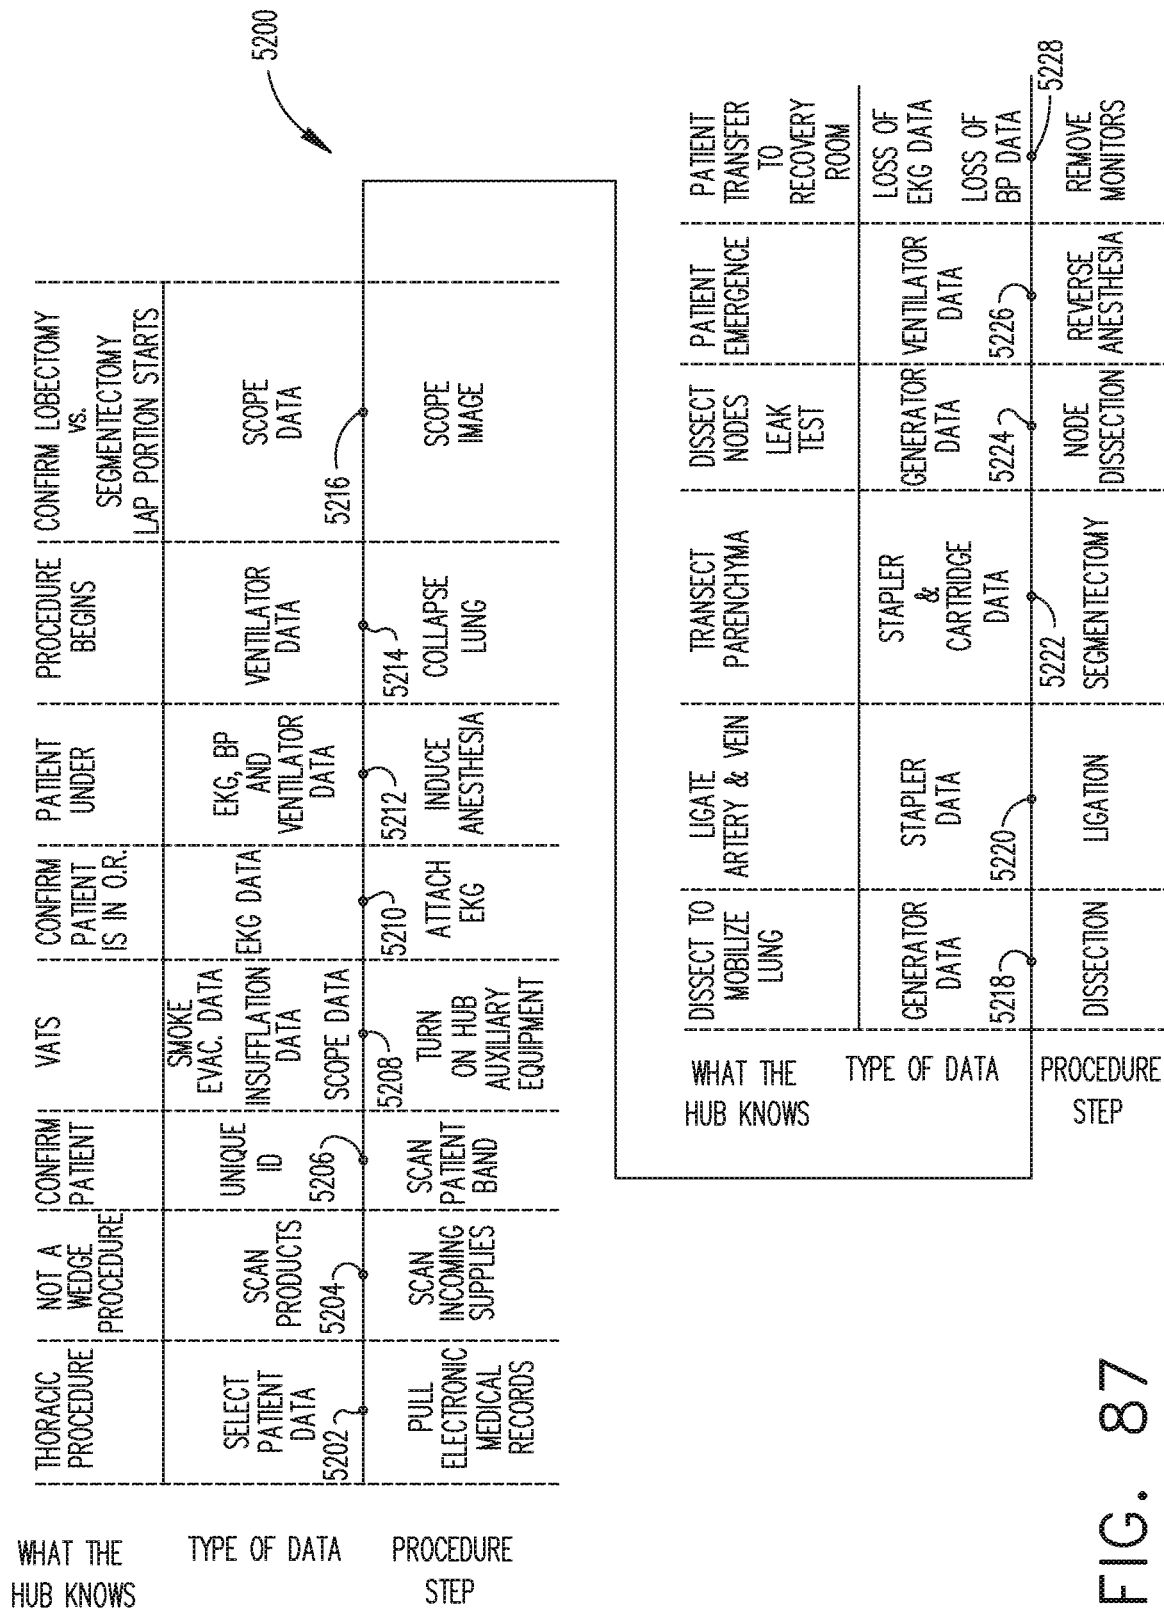 5200
WHAT THE
HUB KNOWS
THORACIC
PROCEDURE
NOT A
WEDGE
PROCEDURE
CONFIRM
PATIENT
VATS
CONFIRM
PATIENT
IS IN O.R.
PATIENT
UNDER
PROCEDURE
BEGINS
CONFIRM LOBECTOMY
VS.
SEGMENTECTOMY
LAP PORTION STARTS
TYPE OF DATA
SELECT
PATIENT
DATA
5202
SCAN
PRODUCTS
5204
UNIQUE
ID
5206
SMOKE
EVAC. DATA
INSUFFLATION
DATA
SCOPE DATA
5208
EKG DATA
5210
EKG, BP
AND
VENTILATOR
DATA
5212
VENTILATOR
DATA
5214
SCOPE
DATA
5216
PROCEDURE
STEP
PULL
ELECTRONIC
MEDICAL
RECORDS
SCAN
INCOMING
SUPPLIES
SCAN
PATIENT
BAND
TURN
ON HUB
AUXILIARY
EQUIPMENT
ATTACH
EKG
INDUCE
ANESTHESIA
COLLAPSE
LUNG
SCOPE
IMAGE
WHAT THE
HUB KNOWS
DISSECT TO
MOBILIZE
LUNG
LIGATE
ARTERY & VEIN
TRANSECT
PARENCHYMA
DISSECT
NODES
LEAK
TEST
PATIENT
EMERGENCE
PATIENT
TRANSFER
TO
RECOVERY
ROOM
TYPE OF DATA
GENERATOR
DATA
5218
STAPLER
DATA
5220
STAPLER
&
CARTRIDGE
DATA
5222
GENERATOR
DATA
5224
VENTILATOR
DATA
5226
LOSS OF
EKG DATA
LOSS OF
BP DATA
5228
PROCEDURE
STEP
DISSECTION
LIGATION
SEGMENTECTOMY
NODE
DISSECTION
REVERSE
ANESTHESIA
REMOVE
MONITORS
FIG. 87